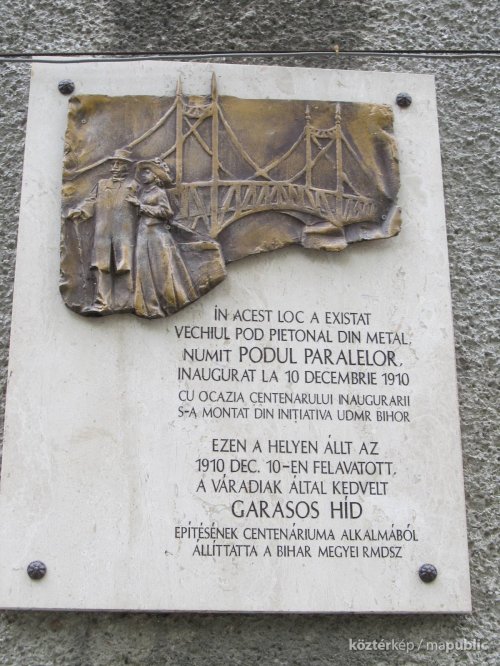 ÎN ACEST LOC A EXISTAT
VECHIUL POD PIETONAL DIN METAL,
NUMIT PODUL PARALELOR,
INAUGURAT LA 10 DECEMBRIE 1910
CU OCAZIA CENTENARULUI INAUGURARII
S-A MONTAT DIN INIȚIATIVA UDMR BIHOR
EZEN A HELYEN ÁLLT AZ
1910 DEC. 10-EN FELAVATOTT,
A VÁRADIAK ÁLTAL KEDVELT
GARASOS HÍD
ÉPÍTÉSÉNEK CENTENÁRIUMA ALKALMÁBÓL
ÁLLÍTTATTA A BIHAR MEGYEI RMDSZ
köztérkép / mapublic